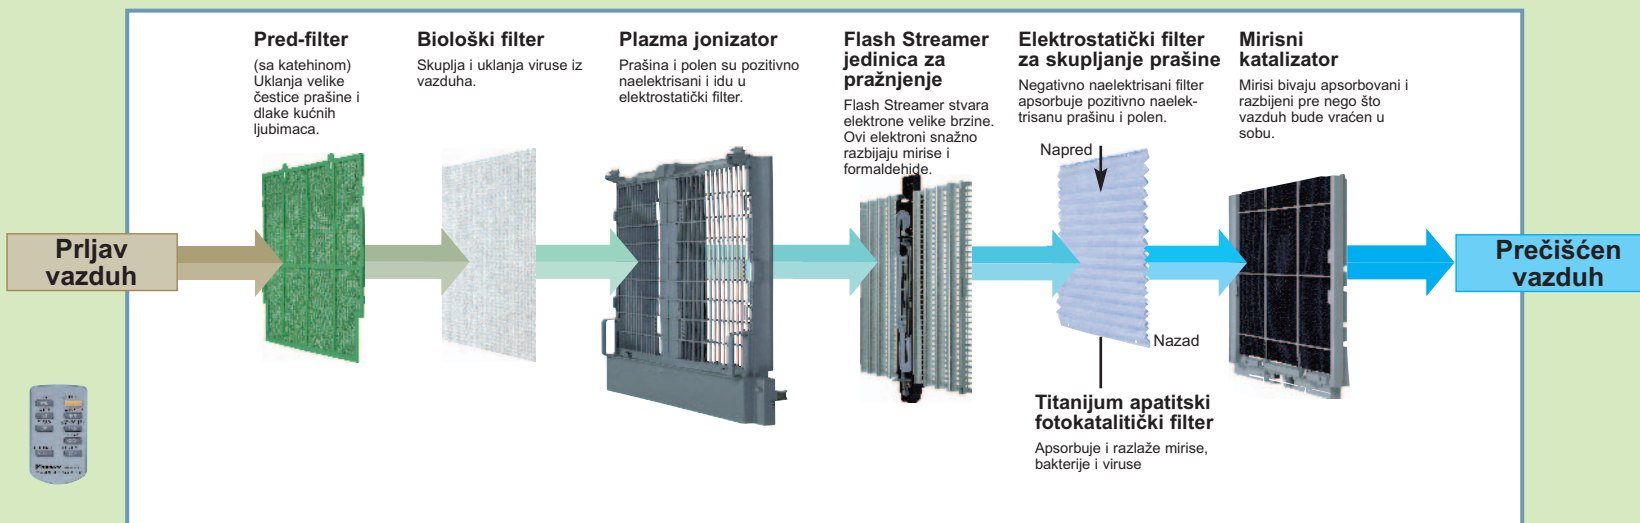 Pred-filter
(sa katehinom)
Uklanja velike
čestice prašine i
dlake kućnih
ljubimaca.
Biološki filter
Skuplja i uklanja viruse iz
vazduha.
Plazma jonizator
Prašina i polen su pozitivno
naelektrisani i idu u
elektrostatički filter.
Flash Streamer
jedinica za
pražnjenje
Flash Streamer stvara
elektrone velike brzine.
Ovi elektroni snažno
razbijaju mirise i
formaldehide.
Elektrostatički filter
za skupljanje prašine
Negativno naelektrisani filter
apsorbuje pozitivno naelek-
trisanu prašinu i polen.
Mirisni
katalizator
Mirisi bivaju apsorbovani i
razbijeni pre nego što
vazduh bude vraćen u
sobu.
Napred
Prljav
vazduh
Prečišćen
vazduh
Nazad
Titanijum apatitski
fotokatalitički filter
Apsorbuje i razlaže mirise,
bakterije i viruse